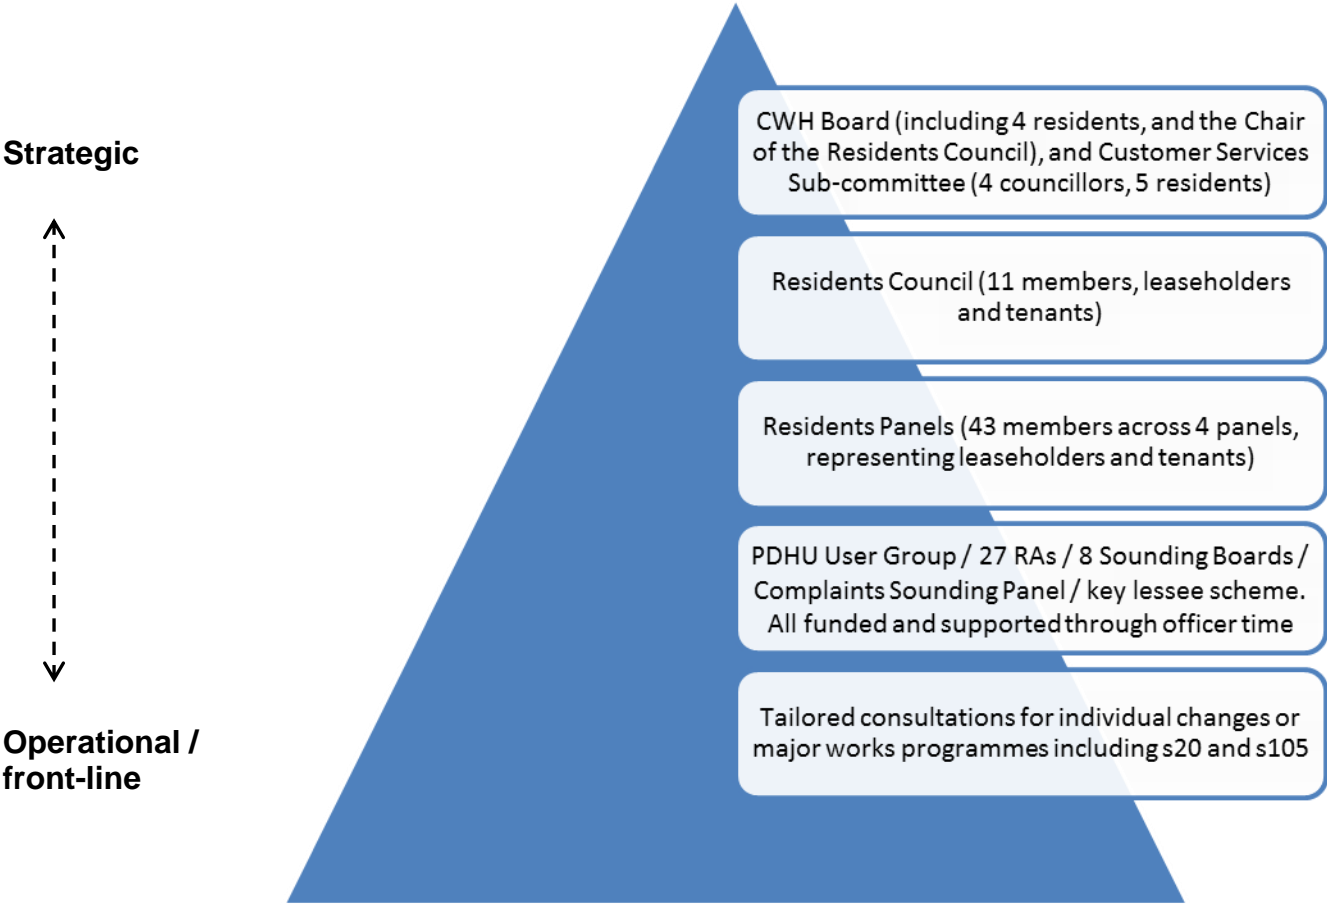 Strategic
CWH Board (including 4 residents, and the Chair
of the Residents Council), and Customer Services
Sub-committee (4 councillors, 5 residents)
Residents Council (11 members, leaseholders
and tenants)
Residents Panels (43 members across 4 panels,
representing leaseholders and tenants)
PDHU User Group / 27 RAs / 8 Sounding Boards /
Complaints Sounding Panel / key lessee scheme.
All funded and supported through officer time
Tailored consultations for individual changes or
major works programmes including s20 and s105
Operational /
front-line